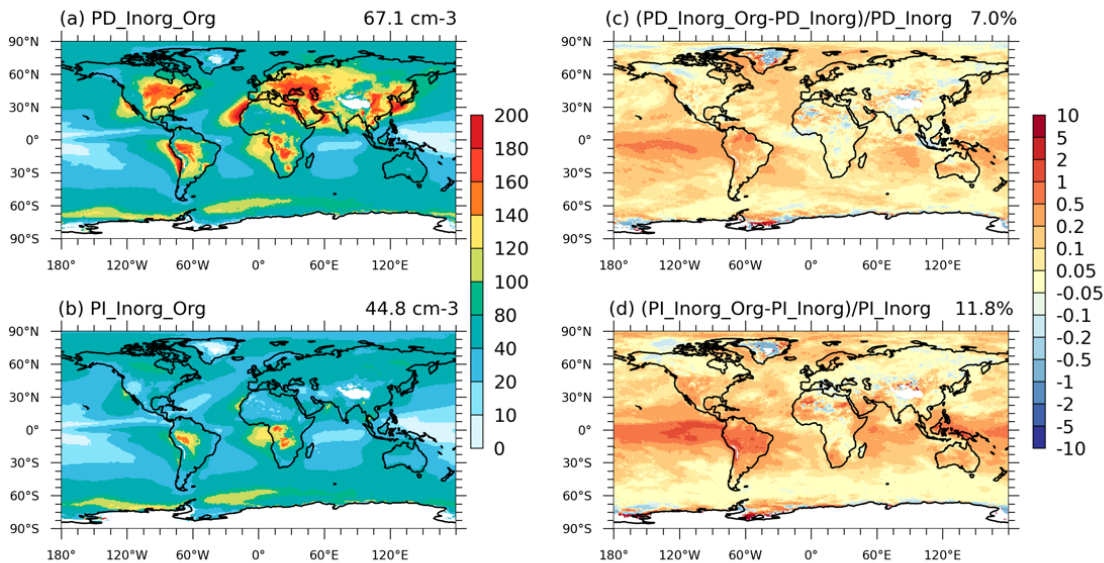 (a) PD_Inorg_Org 67.1 cm-3
90°N
60°N
30°N
0°
30°S
60°S
90°S
180° 120°W 60°W 0° 60°E 120°E
(b) PI_Inorg_Org 44.8 cm-3
90°N
60°N
30°N
0°
30°S
60°S
90°S
180° 120°W 60°W 0° 60°E 120°E
200
180
160
140
120
100
80
60
40
20
10
0
(c) (PD_Inorg_Org-PD_Inorg)/PD_Inorg 7.0%
90°N
60°N
30°N
0°
30°S
60°S
90°S
180° 120°W 60°W 0° 60°E 120°E
(d) (PI_Inorg_Org-PI_Inorg)/PI_Inorg 11.8%
90°N
60°N
30°N
0°
30°S
60°S
90°S
180° 120°W 60°W 0° 60°E 120°E
10
5
2
1
0.5
0.2
0.1
0.05
-0.05
-0.1
-0.2
-0.5
-1
-2
-5
-10